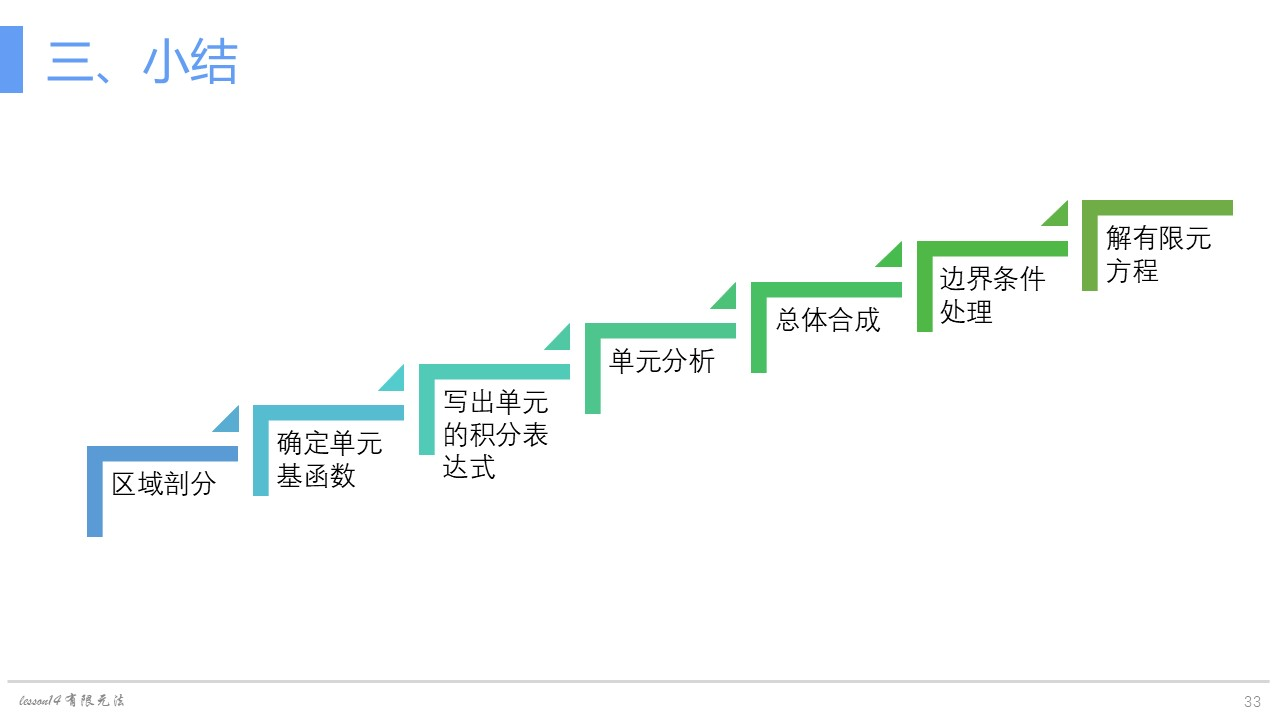 三、小结
区域剖分
确定单元
基函数
写出单元
的积分表
达式
单元分析
总体合成
边界条件
处理
解有限元
方程
lesson14 有限元法
33